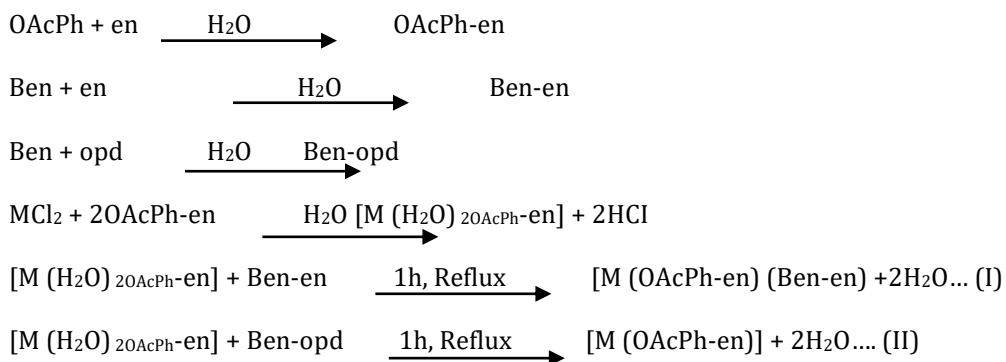 OAcPh + en H₂O OAcPh-en
Ben + en H₂O Ben-en
Ben + opd H₂O Ben-opd
MCl₂ + 2OAcPh-en H₂O [M (H₂O) ₂OAcPh-en] + 2HCI
[M (H₂O) ₂OAcPh-en] + Ben-en 1h, Reflux [M (OAcPh-en) (Ben-en) +2H₂O… (I)
[M (H₂O) ₂OAcPh-en] + Ben-opd 1h, Reflux [M (OAcPh-en)] + 2H₂O…. (II)